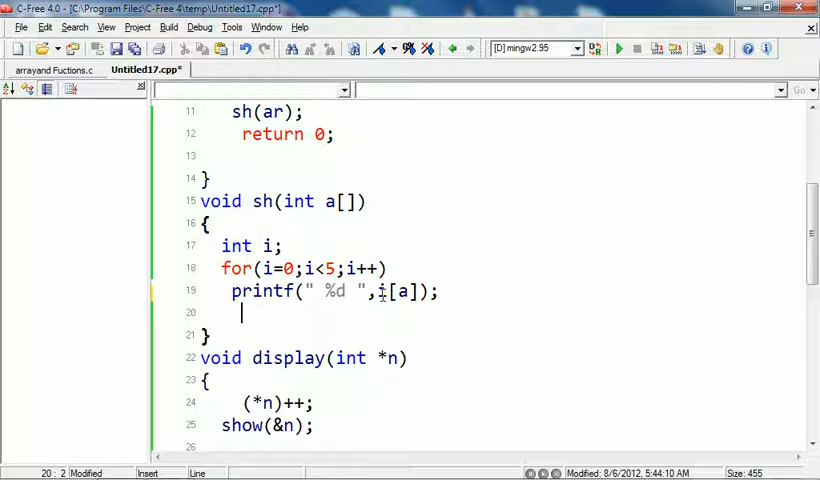 C-Free 4.0 - [C:\Program Files\C-Free 4\temp\Untitled17.cpp*]
File Edit Search View Project Build Debug Tools Window Help
[D] mingw2.95
arrayand Fuctions.c Untitled17.cpp*
Go
11 sh(ar);
12 return 0;
13
14 }
15 void sh(int a[])
16 {
17 int i;
18 for(i=0;i<5;i++)
19 printf(" %d ",i[a]);
20
21 }
22 void display(int *n)
23 {
24 (*n)++;
25 show(&n);
26
20 : 2 Modified Insert Line Modified: 8/6/2012, 5:44:10 AM Size: 455